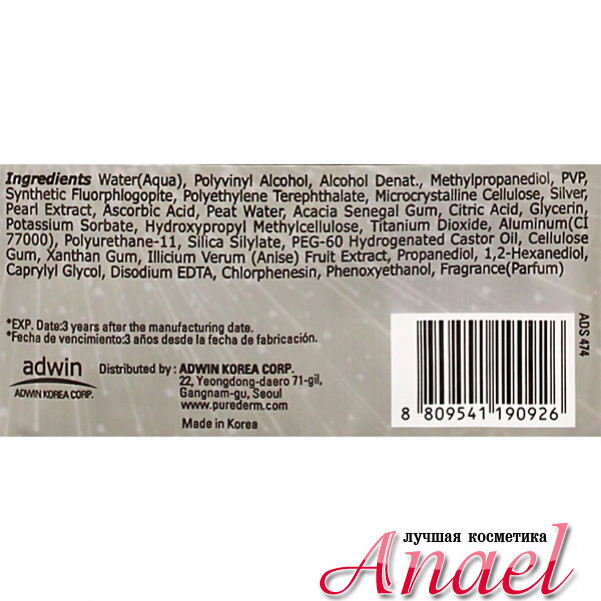 Ingredients Water(Aqua), Polyvinyl Alcohol, Alcohol Denat., Methylpropanediol, PVP,
Synthetic Fluorphlogopite, Polyethylene Terephthalate, Microcrystalline Cellulose, Silver,
Pearl Extract, Ascorbic Acid, Peat Water, Acacia Senegal Gum, Citric Acid, Glycerin,
Potassium Sorbate, Hydroxypropyl Methylcellulose, Titanium Dioxide, Aluminum(CI
77000), Polyurethane-11, Silica Silylate, PEG-60 Hydrogenated Castor Oil, Cellulose
Gum, Xanthan Gum, Illicium Verum (Anise) Fruit Extract, Propanediol, 1,2-Hexanediol,
Caprylyl Glycol, Disodium EDTA, Chlorphenesin, Phenoxyethanol, Fragrance(Parfum)
*EXP. Date:3 years after the manufacturing date.
*Fecha de vencimiento:3 años desde la fecha de fabricación.
adwin
ADWIN KOREA CORP.
Distributed by : ADWIN KOREA CORP.
22, Yeongdong-daero 71-gil,
Gangnam-gu, Seoul
www.purederm.com
Made in Korea
ADS 474
8 809541 190926
лучшая косметика
Anael